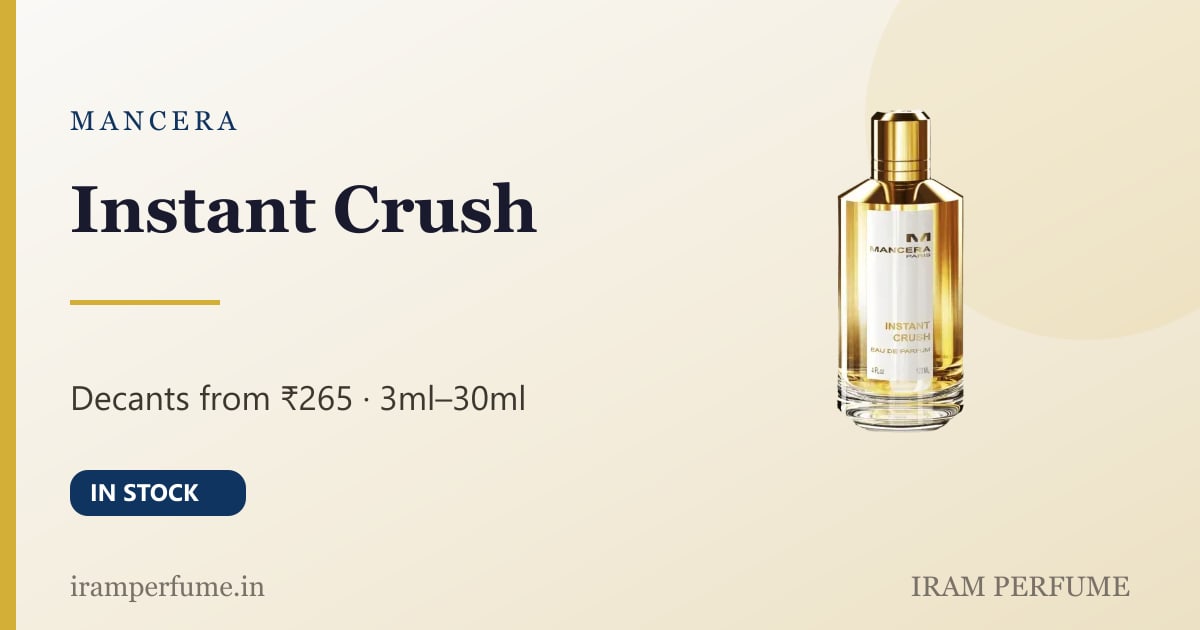 MANCERA
Instant Crush
Decants from ₹265 · 3ml–30ml
IN STOCK
iramperfume.in
IRAM PERFUME
M
MANCERA
PARIS
INSTANT
CRUSH
EAU DE PARFUM